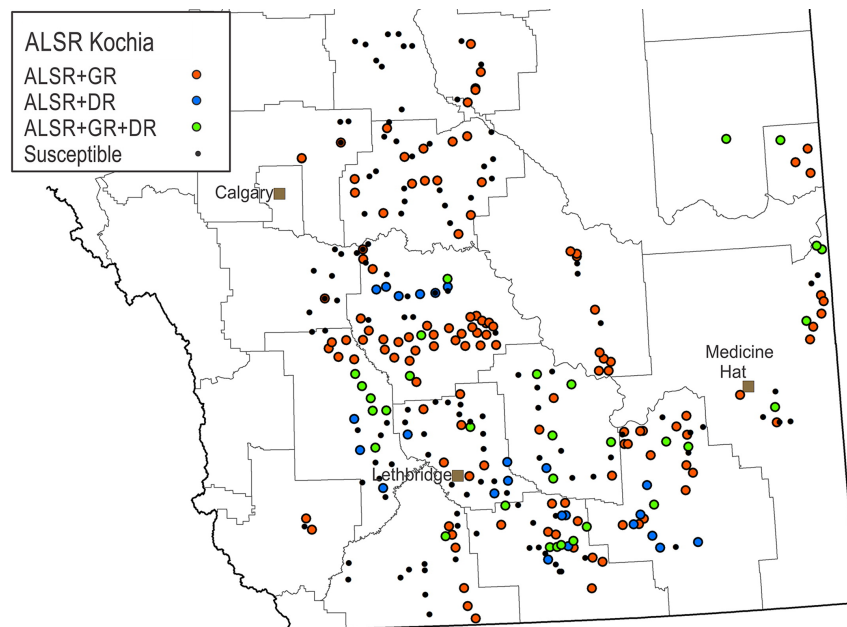 ALSR Kochia
ALSR+GR
ALSR+DR
ALSR+GR+DR
Susceptible
Calgary
Medicine
Hat
Lethbridge